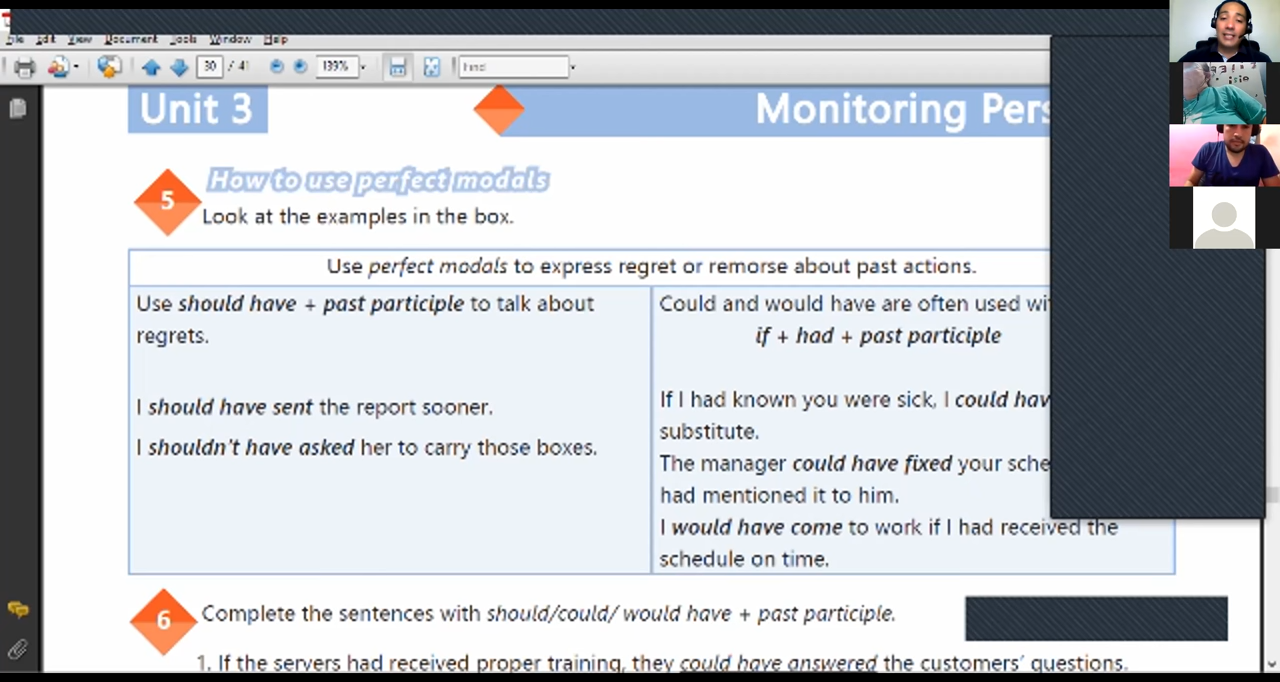 File Edit View Document Tools Window Help
30 / 41 139% Find
Unit 3 Monitoring Pers
5 How to use perfect modals
Look at the examples in the box.
Use perfect modals to express regret or remorse about past actions.
Use should have + past participle to talk about
regrets.
I should have sent the report sooner.
I shouldn't have asked her to carry those boxes.
Could and would have are often used wi
if + had + past participle
If I had known you were sick, I could hav
substitute.
The manager could have fixed your sche
had mentioned it to him.
I would have come to work if I had received the
schedule on time.
6 Complete the sentences with should/could/ would have + past participle.
1. If the servers had received proper training, they could have answered the customers' questions.